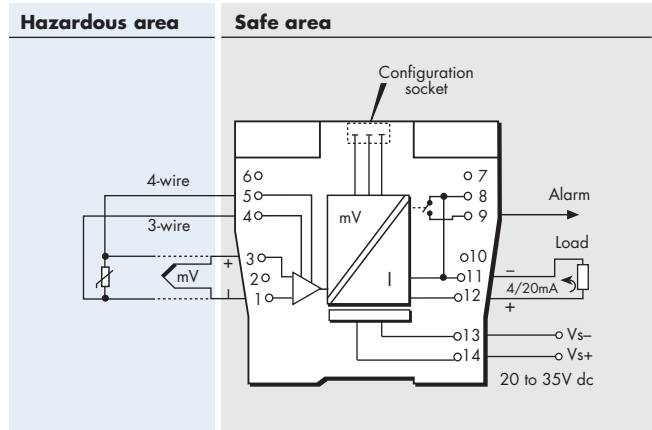 Hazardous area
Safe area
Configuration
socket
6
7
4-wire
5
8
Alarm
4
9
3-wire
mV
Load
3
10
+
mV
2
11
–
I
4/20mA
1
12
–
+
13
Vs–
14
Vs+
20 to 35V dc